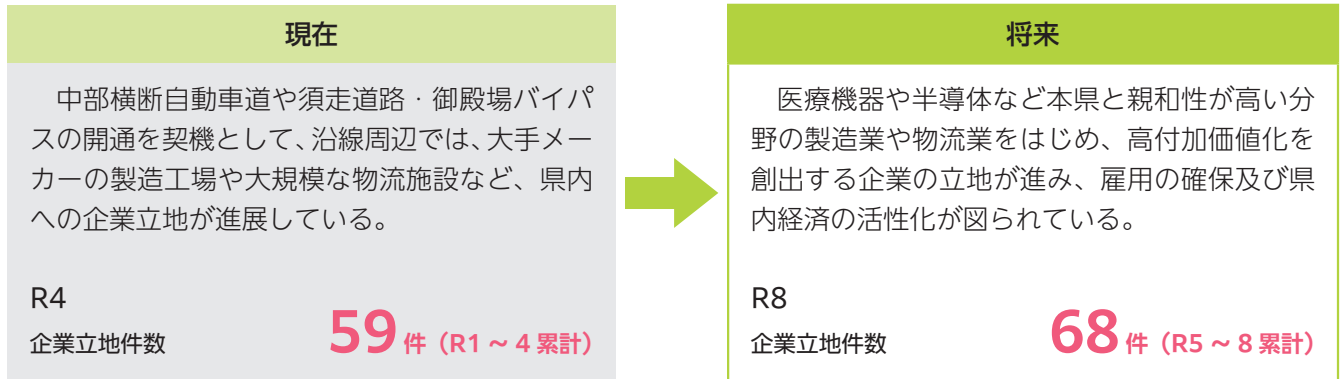 現在
　中部横断自動車道や須走道路・御殿場バイパ
スの開通を契機として、沿線周辺では、大手メー
カーの製造工場や大規模な物流施設など、県内
への企業立地が進展している。
R4
企業立地件数　59件（R1～4累計）
将来
　医療機器や半導体など本県と親和性が高い分
野の製造業や物流業をはじめ、高付加価値化を
創出する企業の立地が進み、雇用の確保及び県
内経済の活性化が図られている。
R8
企業立地件数　68件（R5～8累計）